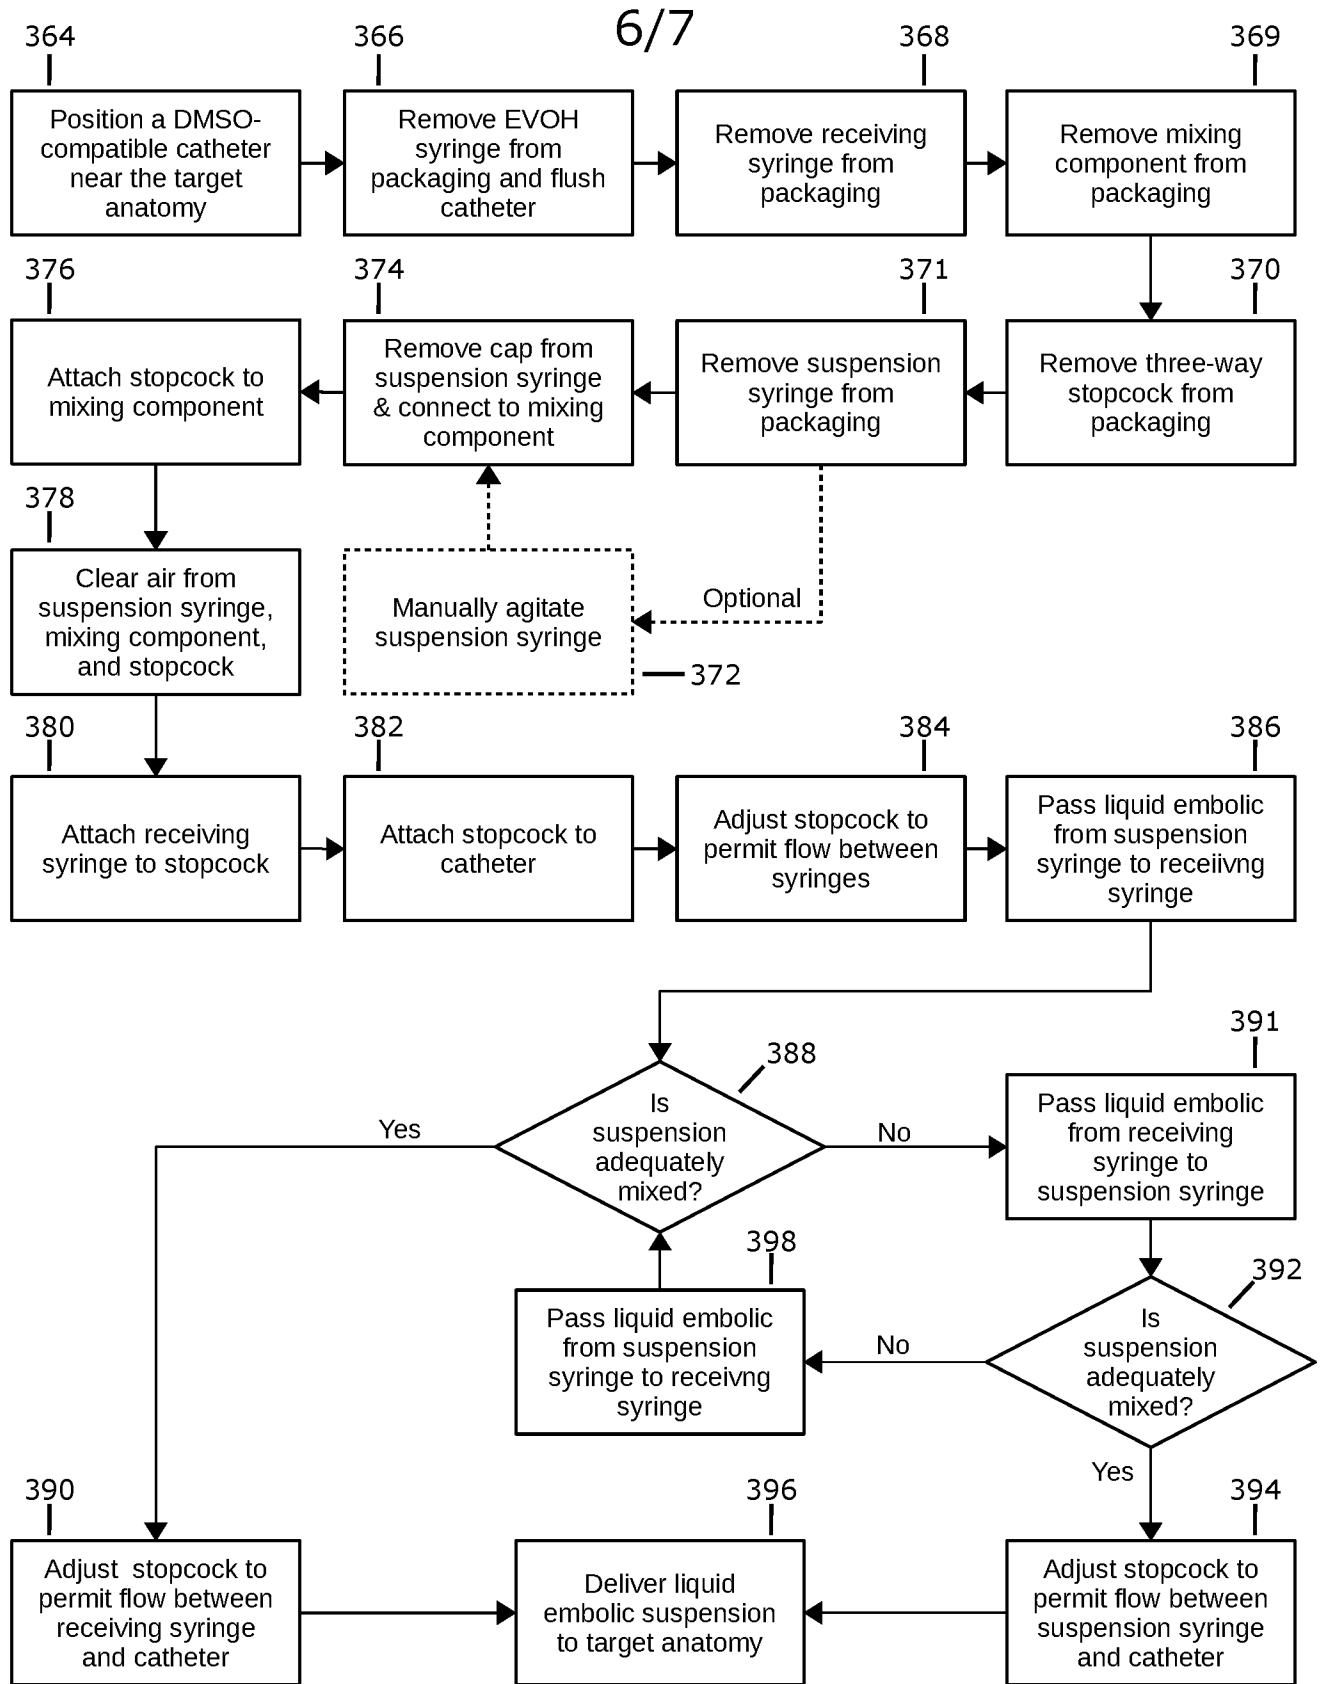 6/7
364
366
368
369
Position a DMSO-
compatible catheter
near the target
anatomy
Remove EVOH
syringe from
packaging and flush
catheter
Remove receiving
syringe from
packaging
Remove mixing
component from
packaging
376
374
371
370
Attach stopcock to
mixing component
Remove cap from
suspension syringe
& connect to mixing
component
Remove suspension
syringe from
packaging
Remove three-way
stopcock from
packaging
378
Clear air from
suspension syringe,
mixing component,
and stopcock
Manually agitate
suspension syringe
Optional
372
380
382
384
386
Attach receiving
syringe to stopcock
Attach stopcock to
catheter
Adjust stopcock to
permit flow between
syringes
Pass liquid embolic
from suspension
syringe to receiivng
syringe
388
Is
suspension
adequately
mixed?
Yes
No
391
Pass liquid embolic
from receiving
syringe to
suspension syringe
398
Pass liquid embolic
from suspension
syringe to receivng
syringe
No
392
Is
suspension
adequately
mixed?
Yes
390
396
394
Adjust  stopcock to
permit flow between
receiving syringe
and catheter
Deliver liquid
embolic suspension
to target anatomy
Adjust stopcock to
permit flow between
suspension syringe
and catheter